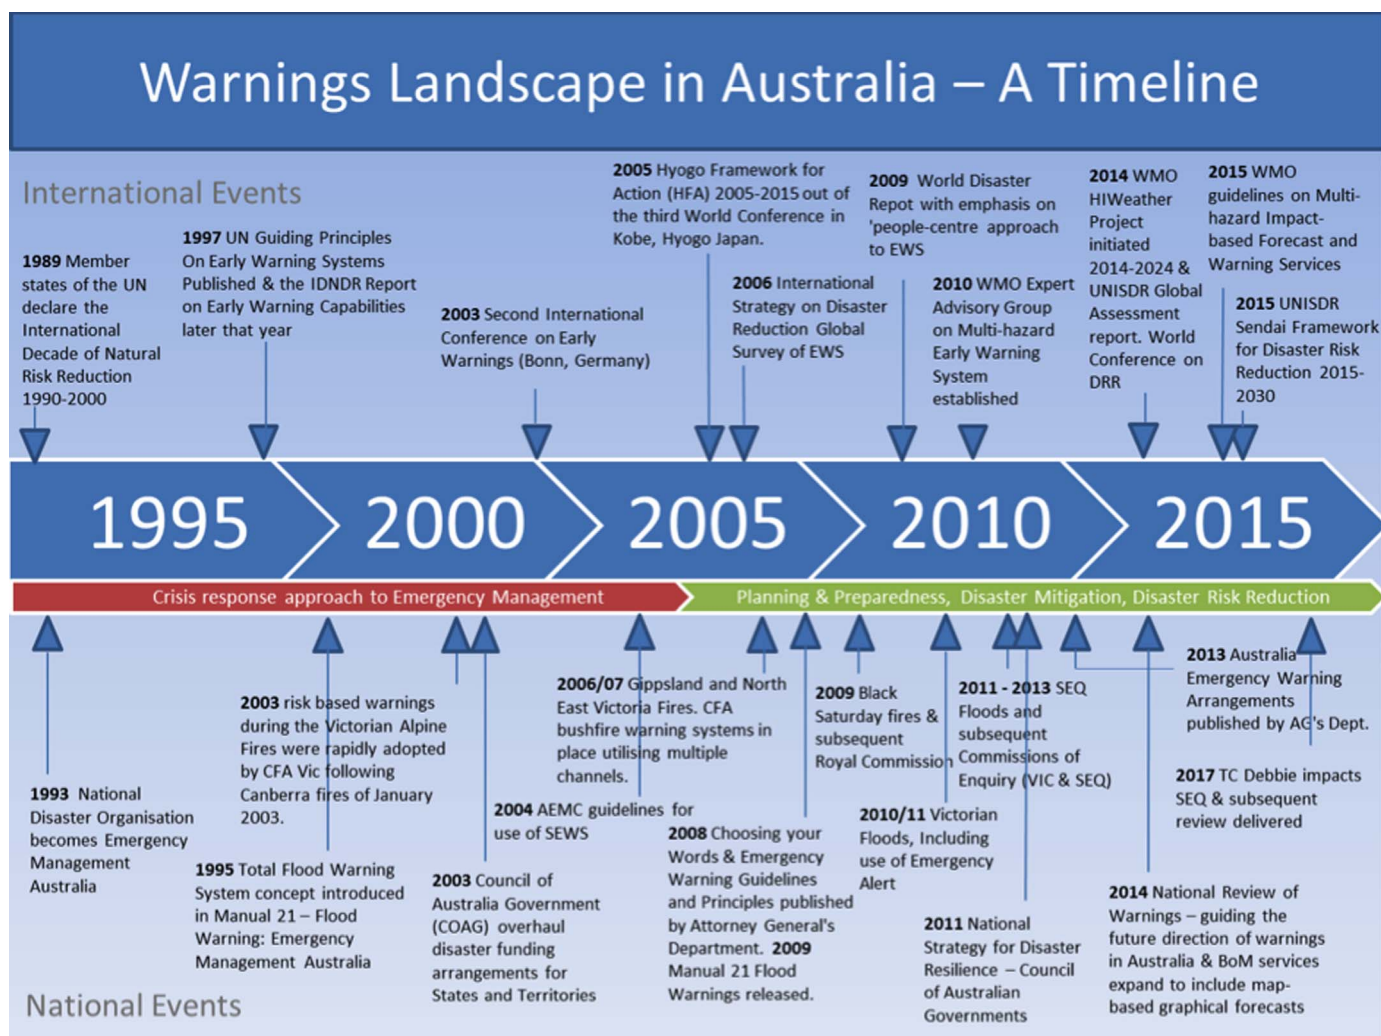 Warnings Landscape in Australia – A Timeline
International Events
1989 Member
states of the UN
declare the
International
Decade of Natural
Risk Reduction
1990-2000
1997 UN Guiding Principles
On Early Warning Systems
Published & the IDNDR Report
on Early Warning Capabilities
later that year
2003 Second International
Conference on Early
Warnings (Bonn, Germany)
2005 Hyogo Framework for
Action (HFA) 2005-2015 out of
the third World Conference in
Kobe, Hyogo Japan.
2006 International
Strategy on Disaster
Reduction Global
Survey of EWS
2009 World Disaster
Repot with emphasis on
'people-centre approach
to EWS
2010 WMO Expert
Advisory Group
on Multi-hazard
Early Warning
System
established
2014 WMO
HIWeather
Project
initiated
2014-2024 &
UNISDR Global
Assessment
report. World
Conference on
DRR
2015 WMO
guidelines on Multi-
hazard Impact-
based Forecast and
Warning Services
2015 UNISDR
Sendai Framework
for Disaster Risk
Reduction 2015-
2030
1995 2000 2005 2010 2015
Crisis response approach to Emergency Management
Planning & Preparedness, Disaster Mitigation, Disaster Risk Reduction
1993 National
Disaster Organisation
becomes Emergency
Management
Australia
2003 risk based warnings
during the Victorian Alpine
Fires were rapidly adopted
by CFA Vic following
Canberra fires of January
2003.
1995 Total Flood Warning
System concept introduced
in Manual 21 – Flood
Warning: Emergency
Management Australia
2003 Council of
Australia Government
(COAG) overhaul
disaster funding
arrangements for
States and Territories
2004 AEMC guidelines for
use of SEWS
2006/07 Gippsland and North
East Victoria Fires. CFA
bushfire warning systems in
place utilising multiple
channels.
2008 Choosing your
Words & Emergency
Warning Guidelines
and Principles published
by Attorney General's
Department. 2009
Manual 21 Flood
Warnings released.
2009 Black
Saturday fires &
subsequent
Royal Commission
2010/11 Victorian
Floods, Including
use of Emergency
Alert
2011 - 2013 SEQ
Floods and
subsequent
Commissions of
Enquiry (VIC & SEQ)
2011 National
Strategy for Disaster
Resilience – Council
of Australian
Governments
2013 Australia
Emergency Warning
Arrangements
published by AG's Dept.
2017 TC Debbie impacts
SEQ & subsequent
review delivered
2014 National Review of
Warnings – guiding the
future direction of warnings
in Australia & BoM services
expand to include map-
based graphical forecasts
National Events